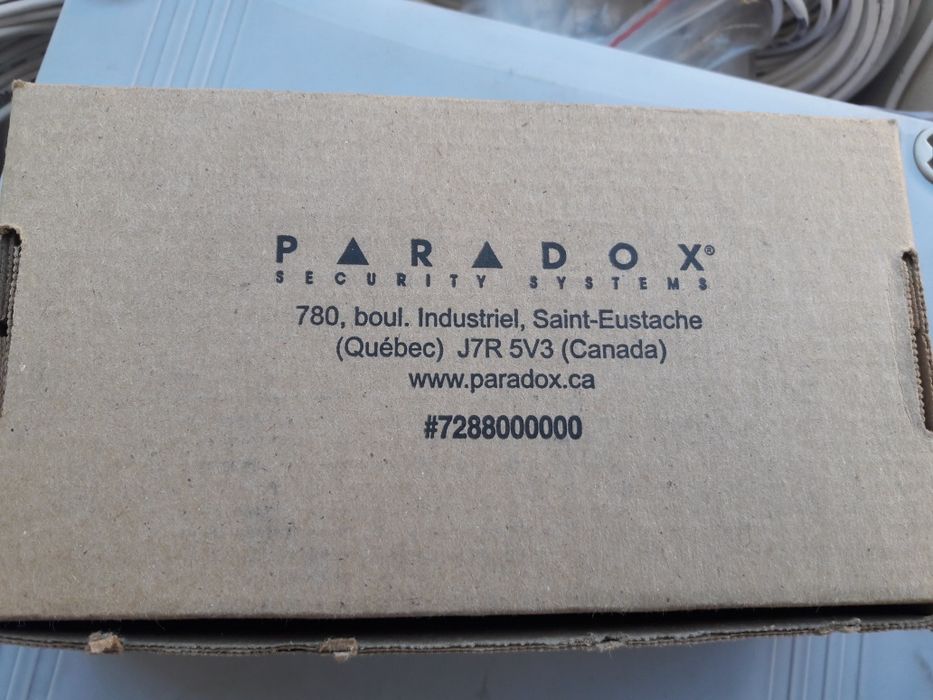 PARADOX®
SECURITY SYSTEMS
780, boul. Industriel, Saint-Eustache
(Québec) J7R 5V3 (Canada)
www.paradox.ca
#7288000000